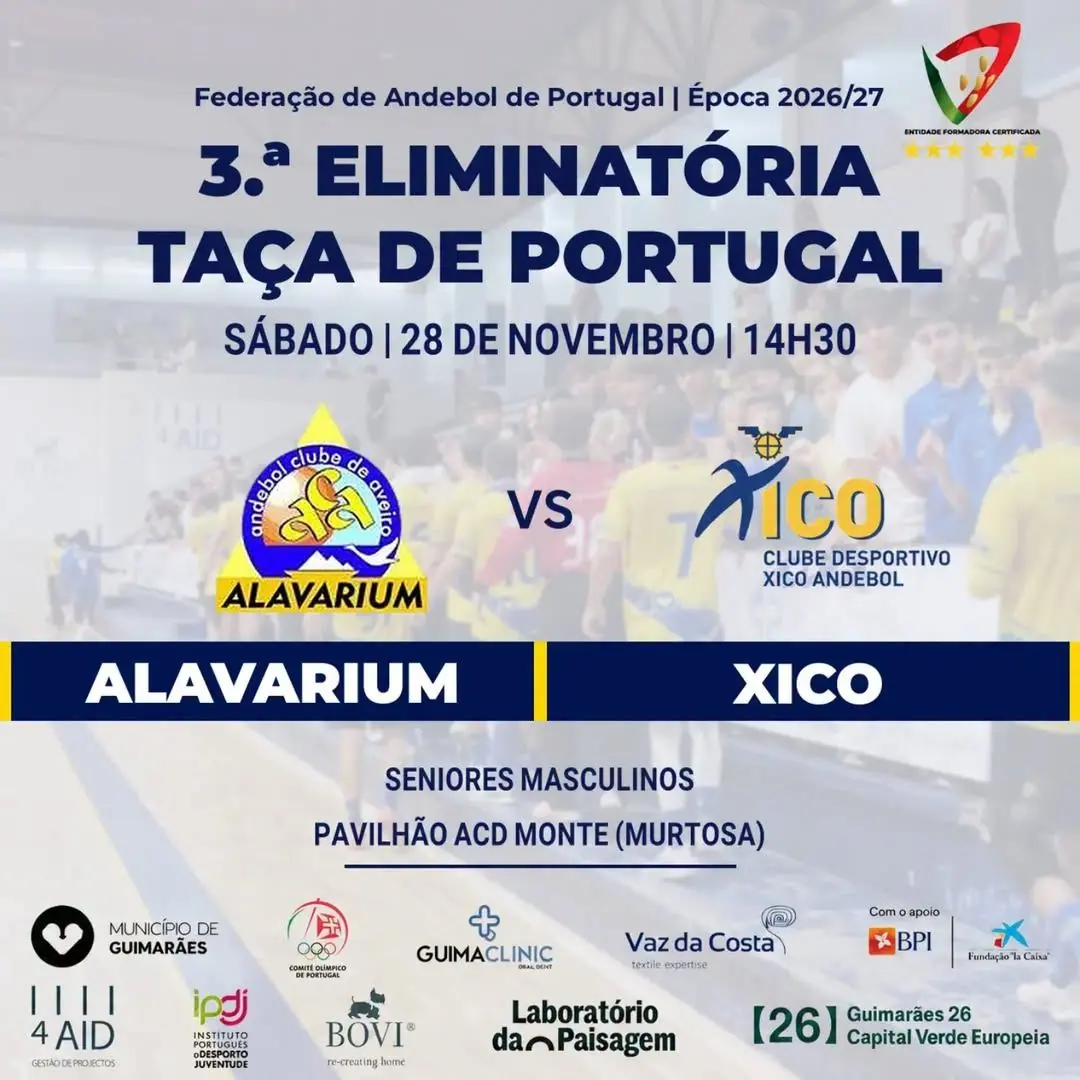 Federação de Andebol de Portugal | Época 2026/27
ENTIDADE FORMADORA CERTIFICADA
3.ª ELIMINATÓRIA
TAÇA DE PORTUGAL
SÁBADO | 28 DE NOVEMBRO | 14H30
4 AID
andebol clube de aveiro
ALAVARIUM
VS
XICO
CLUBE DESPORTIVO
XICO ANDEBOL
ALAVARIUM
XICO
SENIORES MASCULINOS
PAVILHÃO ACD MONTE (MURTOSA)
MUNICÍPIO DE
GUIMARÃES
COMITÉ OLÍMPICO
DE PORTUGAL
GUIMACLINIC
ORAL DENT
Vaz da Costa
textile expertise
Com o apoio
BPI
Fundação "la Caixa"
4 AID
GESTÃO DE PROJECTOS
ipdj
INSTITUTO
PORTUGUÊS
DO DESPORTO
JUVENTUDE
BOVI®
re-creating home
Laboratório
da Paisagem
[26]
Guimarães 26
Capital Verde Europeia